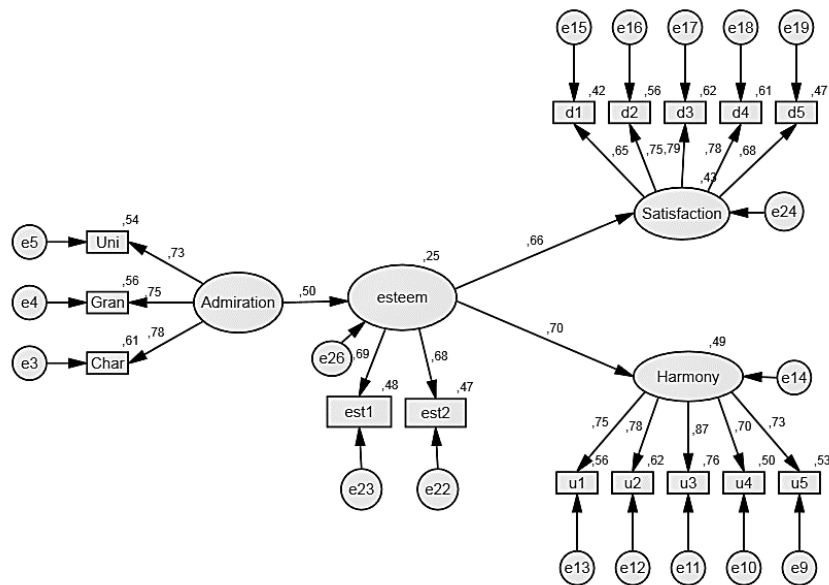 e15 e16 e17 e18 e19
,42 ,56 ,62 ,61 ,47
d1 d2 d3 d4 d5
,65 ,75 ,79 ,78 ,68
,43
Satisfaction
e24
,66
,54
e5 Uni
,73
,56
e4 Gran
,75
Admiration
,61
e3 Char
,78
,50
,25
esteem
e26
,69 ,68
,48 ,47
est1 est2
e23 e22
,70
,49
Harmony
e14
,75 ,78 ,87 ,70 ,73
,56 ,62 ,76 ,50 ,53
u1 u2 u3 u4 u5
e13 e12 e11 e10 e9